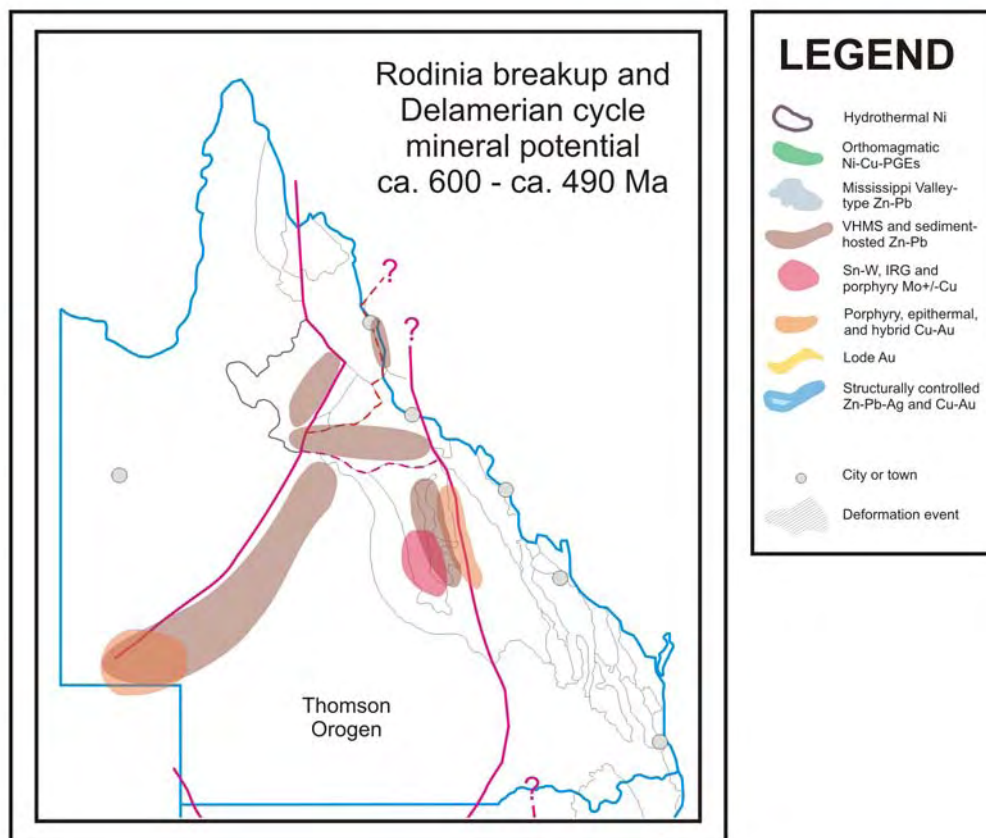 Rodinia breakup and
Delamerian cycle
mineral potential
ca. 600 - ca. 490 Ma
?
?
Thomson
Orogen
?
LEGEND
Hydrothermal Ni
Orthomagmatic
Ni-Cu-PGEs
Mississippi Valley-
type Zn-Pb
VHMS and sediment-
hosted Zn-Pb
Sn-W, IRG and
porphyry Mo+/-Cu
Porphyry, epithermal,
and hybrid Cu-Au
Lode Au
Structurally controlled
Zn-Pb-Ag and Cu-Au
City or town
Deformation event